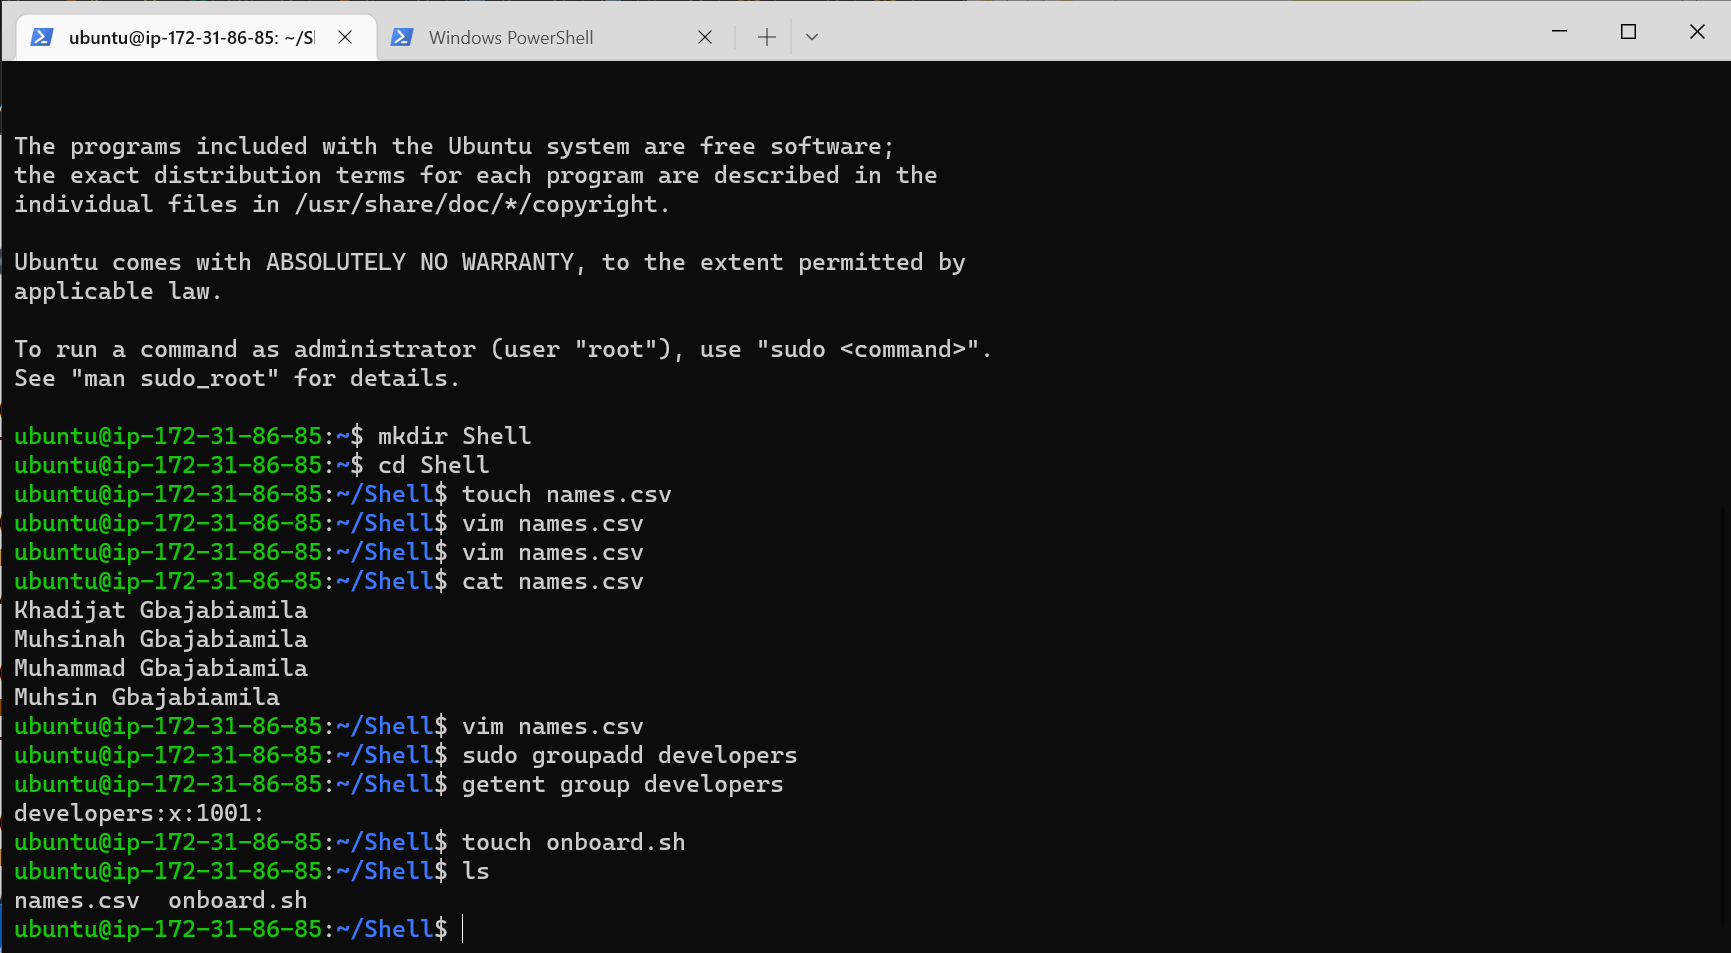 ubuntu@ip-172-31-86-85: ~/S
Windows PowerShell
The programs included with the Ubuntu system are free software;
the exact distribution terms for each program are described in the
individual files in /usr/share/doc/*/copyright.
Ubuntu comes with ABSOLUTELY NO WARRANTY, to the extent permitted by
applicable law.
To run a command as administrator (user "root"), use "sudo <command>".
See "man sudo_root" for details.
ubuntu@ip-172-31-86-85:~$ mkdir Shell
ubuntu@ip-172-31-86-85:~$ cd Shell
ubuntu@ip-172-31-86-85:~/Shell$ touch names.csv
ubuntu@ip-172-31-86-85:~/Shell$ vim names.csv
ubuntu@ip-172-31-86-85:~/Shell$ vim names.csv
ubuntu@ip-172-31-86-85:~/Shell$ cat names.csv
Khadijat Gbajabiamila
Muhsinah Gbajabiamila
Muhammad Gbajabiamila
Muhsin Gbajabiamila
ubuntu@ip-172-31-86-85:~/Shell$ vim names.csv
ubuntu@ip-172-31-86-85:~/Shell$ sudo groupadd developers
ubuntu@ip-172-31-86-85:~/Shell$ getent group developers
developers:x:1001:
ubuntu@ip-172-31-86-85:~/Shell$ touch onboard.sh
ubuntu@ip-172-31-86-85:~/Shell$ ls
names.csv  onboard.sh
ubuntu@ip-172-31-86-85:~/Shell$